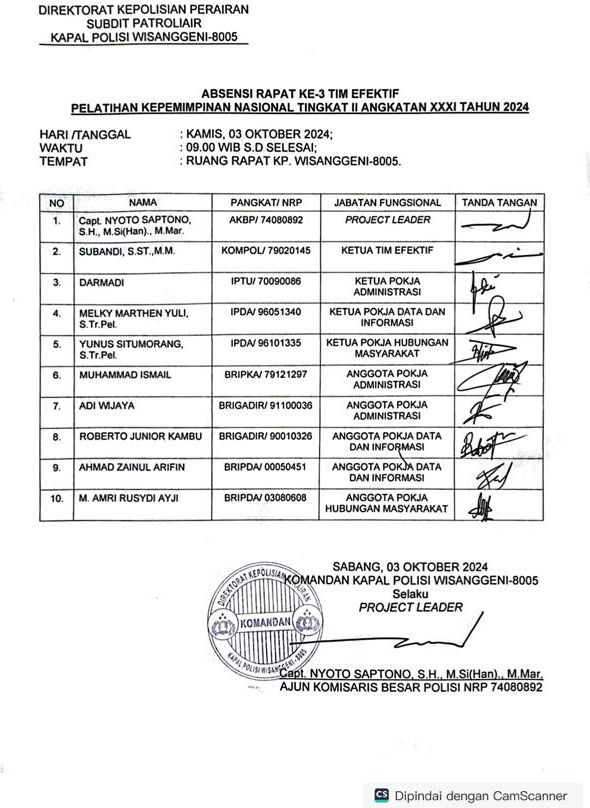 DIREKTORAT KEPOLISIAN PERAIRAN
SUBDIT PATROLIAIR
KAPAL POLISI WISANGGENI-8005
ABSENSI RAPAT KE-3 TIM EFEKTIF
PELATIHAN KEPEMIMPINAN NASIONAL TINGKAT II ANGKATAN XXXI TAHUN 2024
HARI /TANGGAL : KAMIS, 03 OKTOBER 2024;
WAKTU : 09.00 WIB S.D SELESAI;
TEMPAT : RUANG RAPAT KP. WISANGGENI-8005.
NO NAMA PANGKAT/ NRP JABATAN FUNGSIONAL TANDA TANGAN
1. Capt. NYOTO SAPTONO, S.H., M.Si(Han)., M.Mar. AKBP/ 74080892 PROJECT LEADER
2. SUBANDI, S.ST.,M.M. KOMPOL/ 79020145 KETUA TIM EFEKTIF
3. DARMADI IPTU/ 70090086 KETUA POKJA ADMINISTRASI
4. MELKY MARTHEN YULI, S.Tr.Pel. IPDA/ 96051340 KETUA POKJA DATA DAN INFORMASI
5. YUNUS SITUMORANG, S.Tr.Pel. IPDA/ 96101335 KETUA POKJA HUBUNGAN MASYARAKAT
6. MUHAMMAD ISMAIL BRIPKA/ 79121297 ANGGOTA POKJA ADMINISTRASI
7. ADI WIJAYA BRIGADIR/ 91100036 ANGGOTA POKJA ADMINISTRASI
8. ROBERTO JUNIOR KAMBU BRIGADIR/ 90010326 ANGGOTA POKJA DATA DAN INFORMASI
9. AHMAD ZAINUL ARIFIN BRIPDA/ 00050451 ANGGOTA POKJA DATA DAN INFORMASI
10. M. AMRI RUSYDI AYJI BRIPDA/ 03080608 ANGGOTA POKJA HUBUNGAN MASYARAKAT
SABANG, 03 OKTOBER 2024
KOMANDAN KAPAL POLISI WISANGGENI-8005
Selaku
PROJECT LEADER
DIREKTORAT KEPOLISIAN PERAIRAN
KOMANDAN
KAPAL POLISI WISANGGENI - 8005
Capt. NYOTO SAPTONO, S.H., M.Si(Han)., M.Mar.
AJUN KOMISARIS BESAR POLISI NRP 74080892
CS Dipindai dengan CamScanner